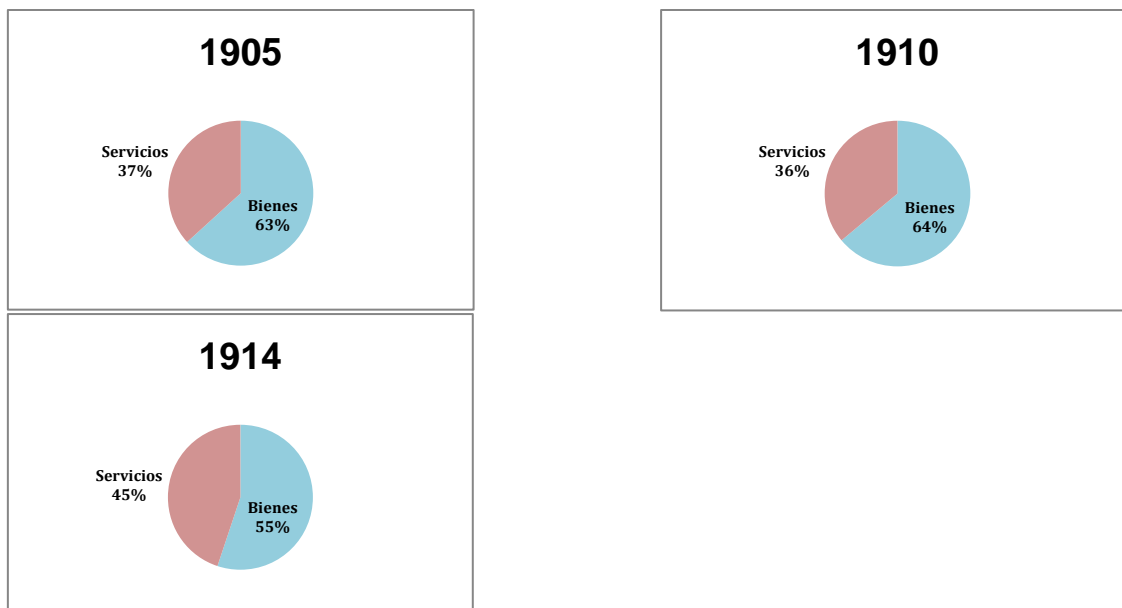 1905
Servicios
37%
Bienes
63%
1910
Servicios
36%
Bienes
64%
1914
Servicios
45%
Bienes
55%